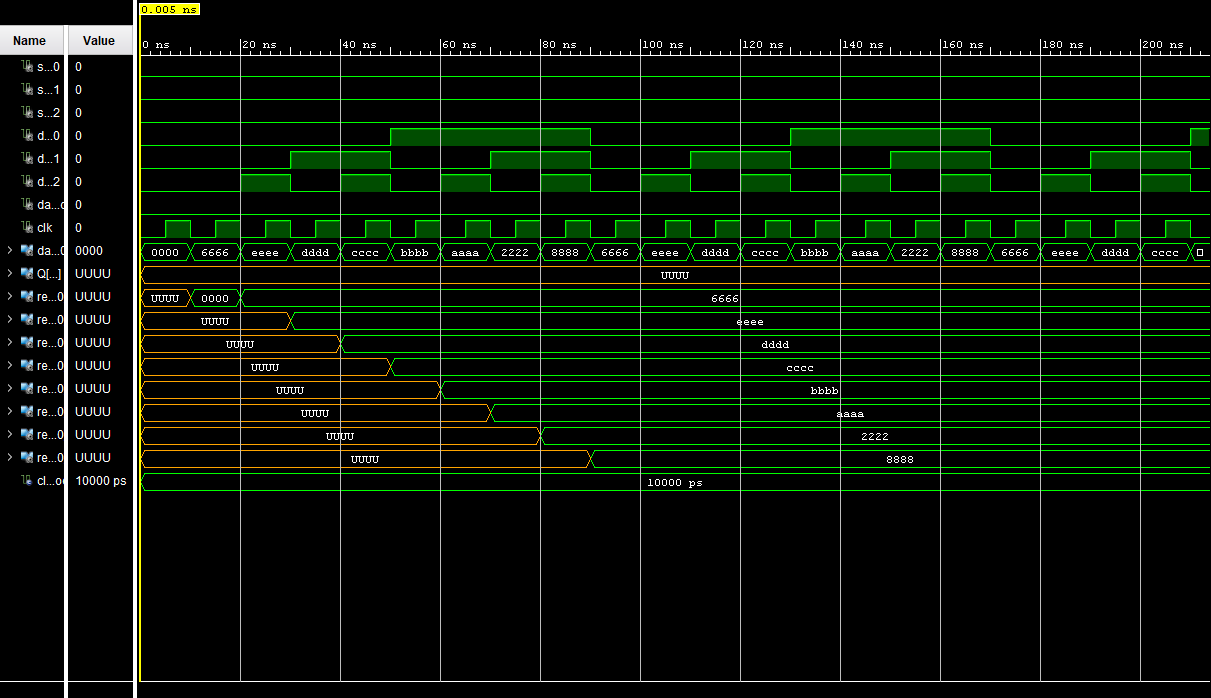 0.005 ns
Name Value 0 ns 20 ns 40 ns 60 ns 80 ns 100 ns 120 ns 140 ns 160 ns 180 ns 200 ns
s...0 0
s...1 0
s...2 0
d...0 0
d...1 0
d...2 0
da...c 0
clk 0
da...0 0000 0000 6666 eeee dddd cccc bbbb aaaa 2222 8888 6666 eeee dddd cccc bbbb aaaa 2222 8888 6666 eeee dddd cccc
Q[...] UUUU UUUU
re...0 UUUU UUUU 0000 6666
re...0 UUUU UUUU eeee
re...0 UUUU UUUU dddd
re...0 UUUU UUUU cccc
re...0 UUUU UUUU bbbb
re...0 UUUU UUUU aaaa
re...0 UUUU UUUU 2222
re...0 UUUU UUUU 8888
cl...o 10000 ps 10000 ps